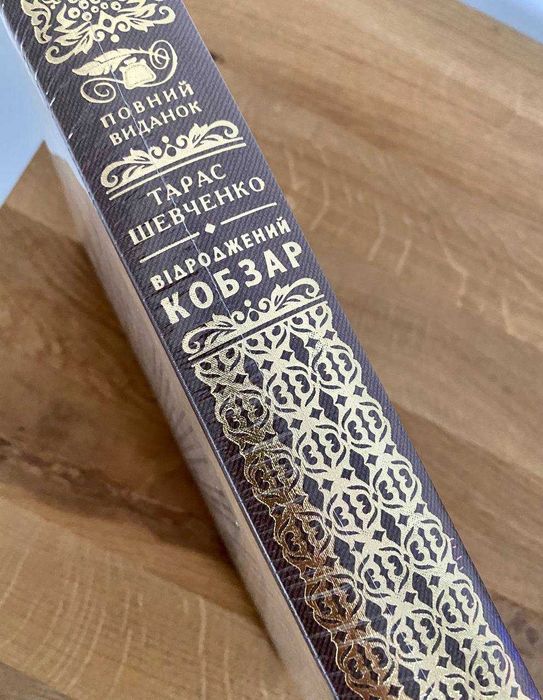 ПОВНИЙ
ВИДАНОК
ТАРАС
ШЕВЧЕНКО
ВІДРОДЖЕНИЙ
КОБЗАР